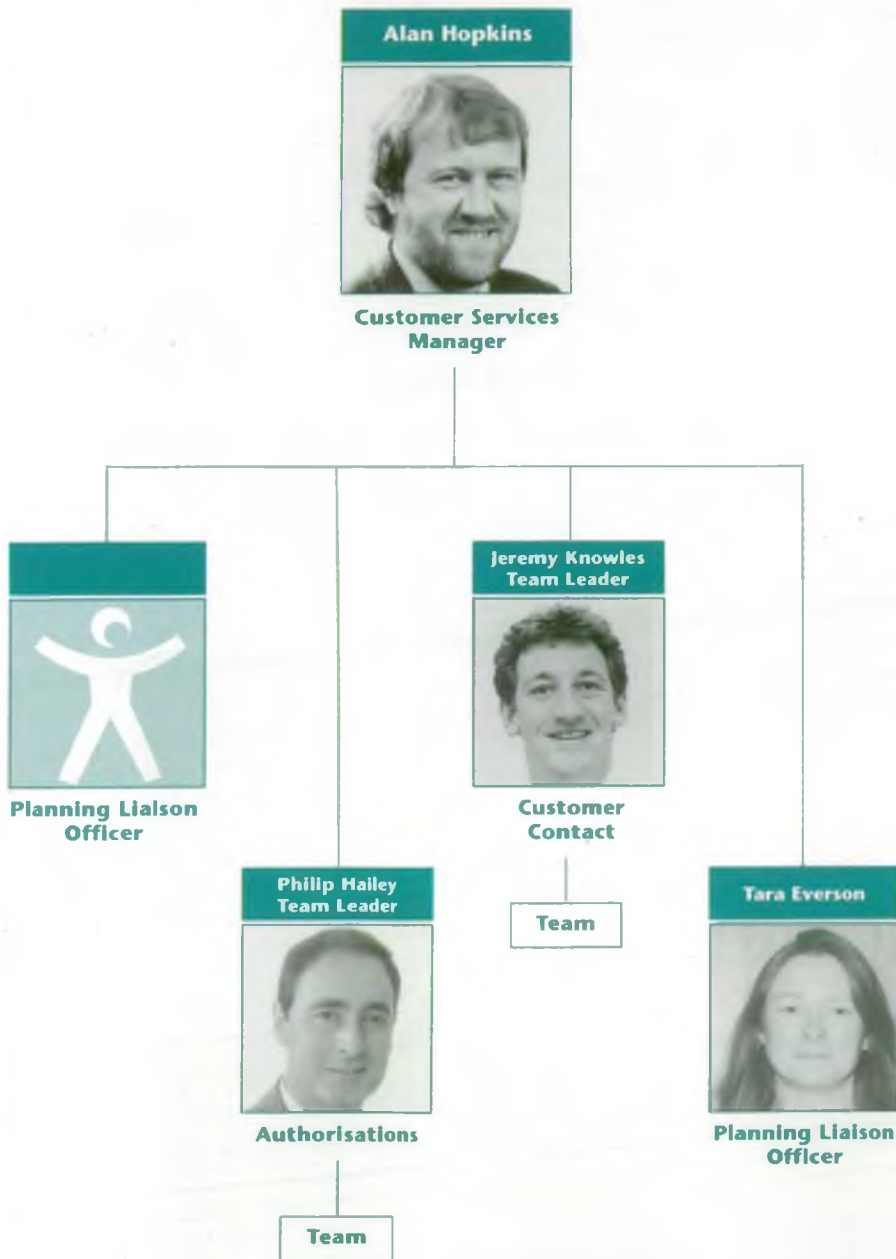 Alan Hopkins
Customer Services
Manager
Jeremy Knowles
Team Leader
Planning Liaison
Officer
Customer
Contact
Philip Hailey
Team Leader
Team
Tara Everson
Authorisations
Planning Liaison
Officer
Team